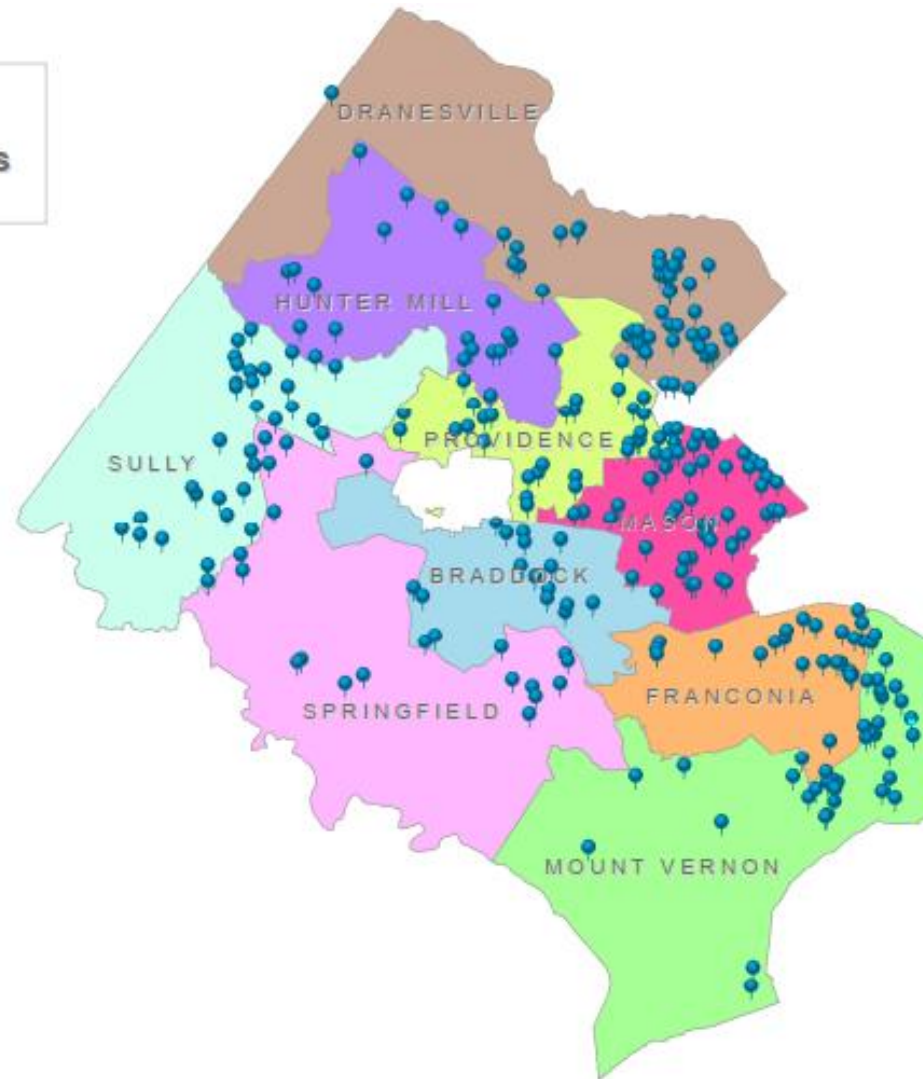 s
DRANESVILLE
HUNTER MILL
PROVIDENCE
SULLY
MASON
BRADDOCK
FRANCONIA
SPRINGFIELD
MOUNT VERNON